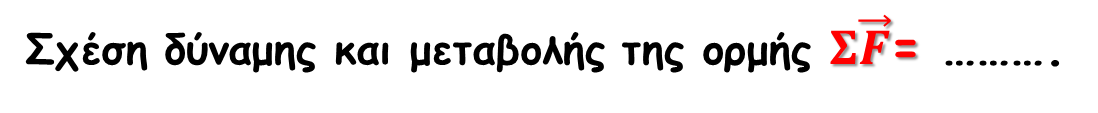 Σχέση δύναμης και μεταβολής της ορμής Σ𝑭⃗= ……….